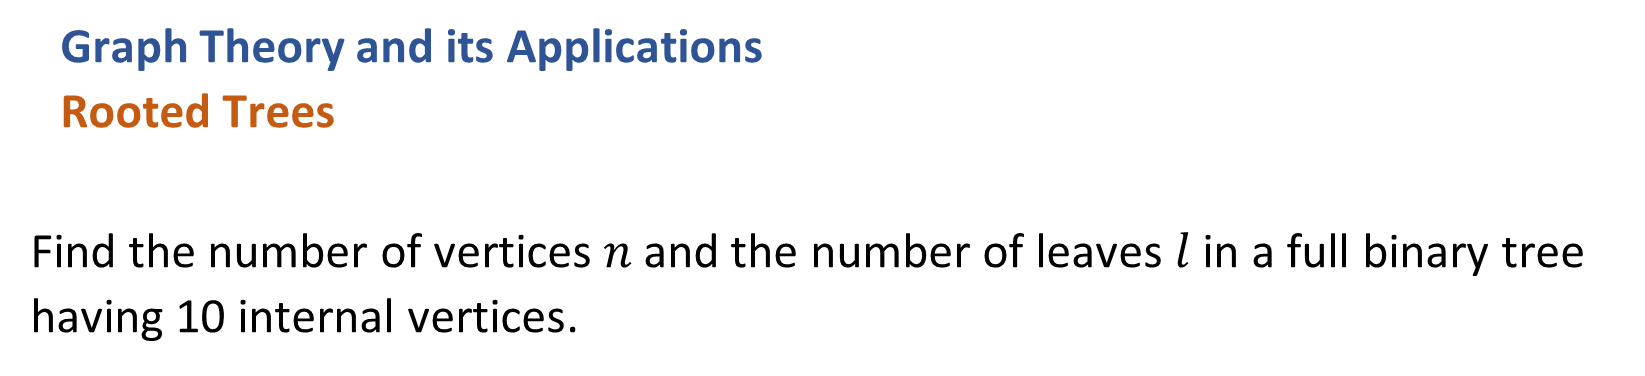 Graph Theory and its Applications
Rooted Trees
Find the number of vertices n and the number of leaves l in a full binary tree
having 10 internal vertices.